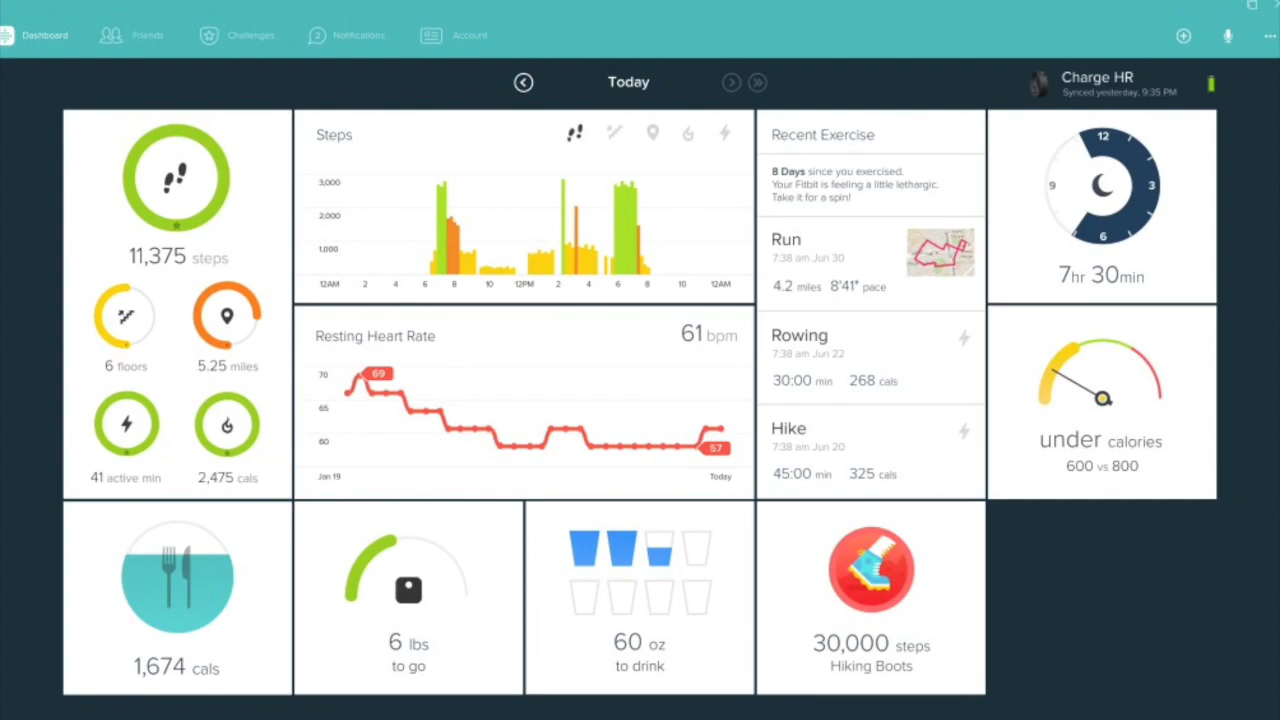 Dashboard
Friends
Challenges
2
Notifications
Account
Today
Charge HR
Synced yesterday, 9:35 PM
11,375 steps
6 floors
5.25 miles
41 active min
2,475 cals
Steps
3,000
2,000
1,000
12AM 2 4 6 8 10 12PM 2 4 6 8 10 12AM
Resting Heart Rate
61 bpm
70
65
60
69
57
Jan 19
Today
Recent Exercise
8 Days since you exercised.
Your Fitbit is feeling a little lethargic.
Take it for a spin!
Run
7:38 am Jun 30
4.2 miles 8'41" pace
Rowing
7:38 am Jun 22
30:00 min 268 cals
Hike
7:38 am Jun 20
45:00 min 325 cals
12
9
3
6
7hr 30min
under calories
600 vs 800
1,674 cals
6 lbs
to go
60 oz
to drink
30,000 steps
Hiking Boots